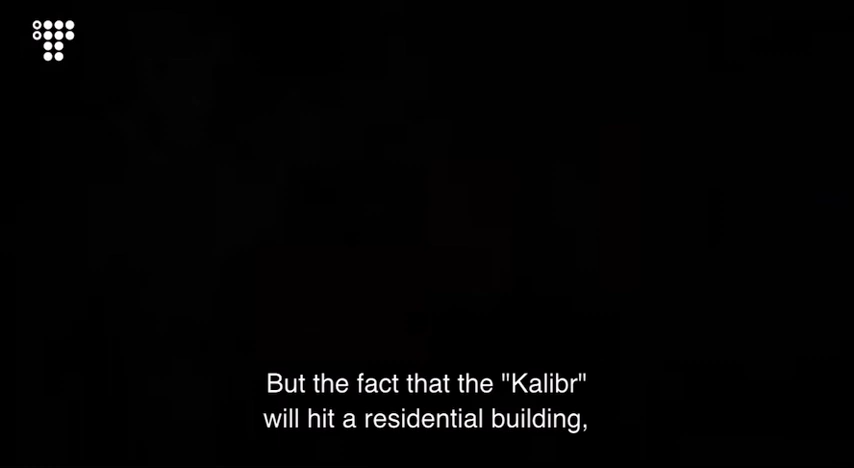 But the fact that the "Kalibr"
will hit a residential building,